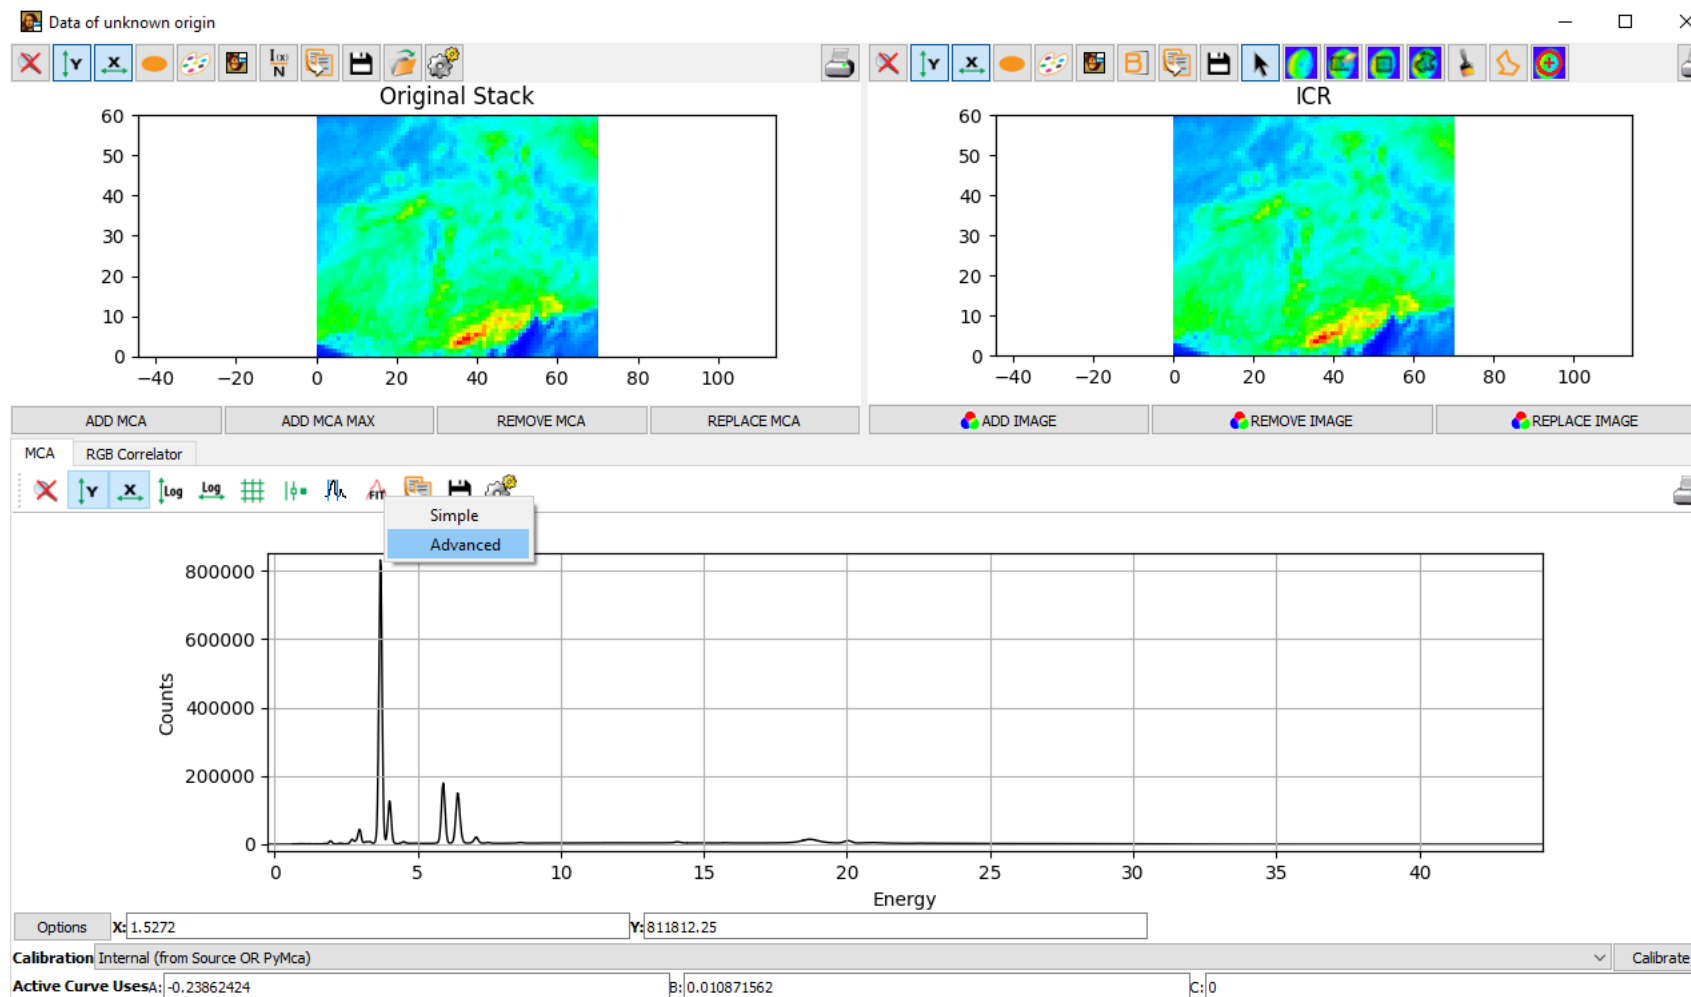 Data of unknown origin
Y X I(x) N
Y X B
Original Stack
60
50
40
30
20
10
0
−40 −20 0 20 40 60 80 100
ICR
60
50
40
30
20
10
0
−40 −20 0 20 40 60 80 100
ADD MCA ADD MCA MAX REMOVE MCA REPLACE MCA
ADD IMAGE REMOVE IMAGE REPLACE IMAGE
MCA RGB Correlator
Y X Log Log FIT
Simple
Advanced
800000
600000
400000
200000
0
Counts
0 5 10 15 20 25 30 35 40
Energy
Options X: 1.5272 Y: 811812.25
Calibration Internal (from Source OR PyMca) Calibrate
Active Curve Uses A: -0.23862424 B: 0.010871562 C: 0